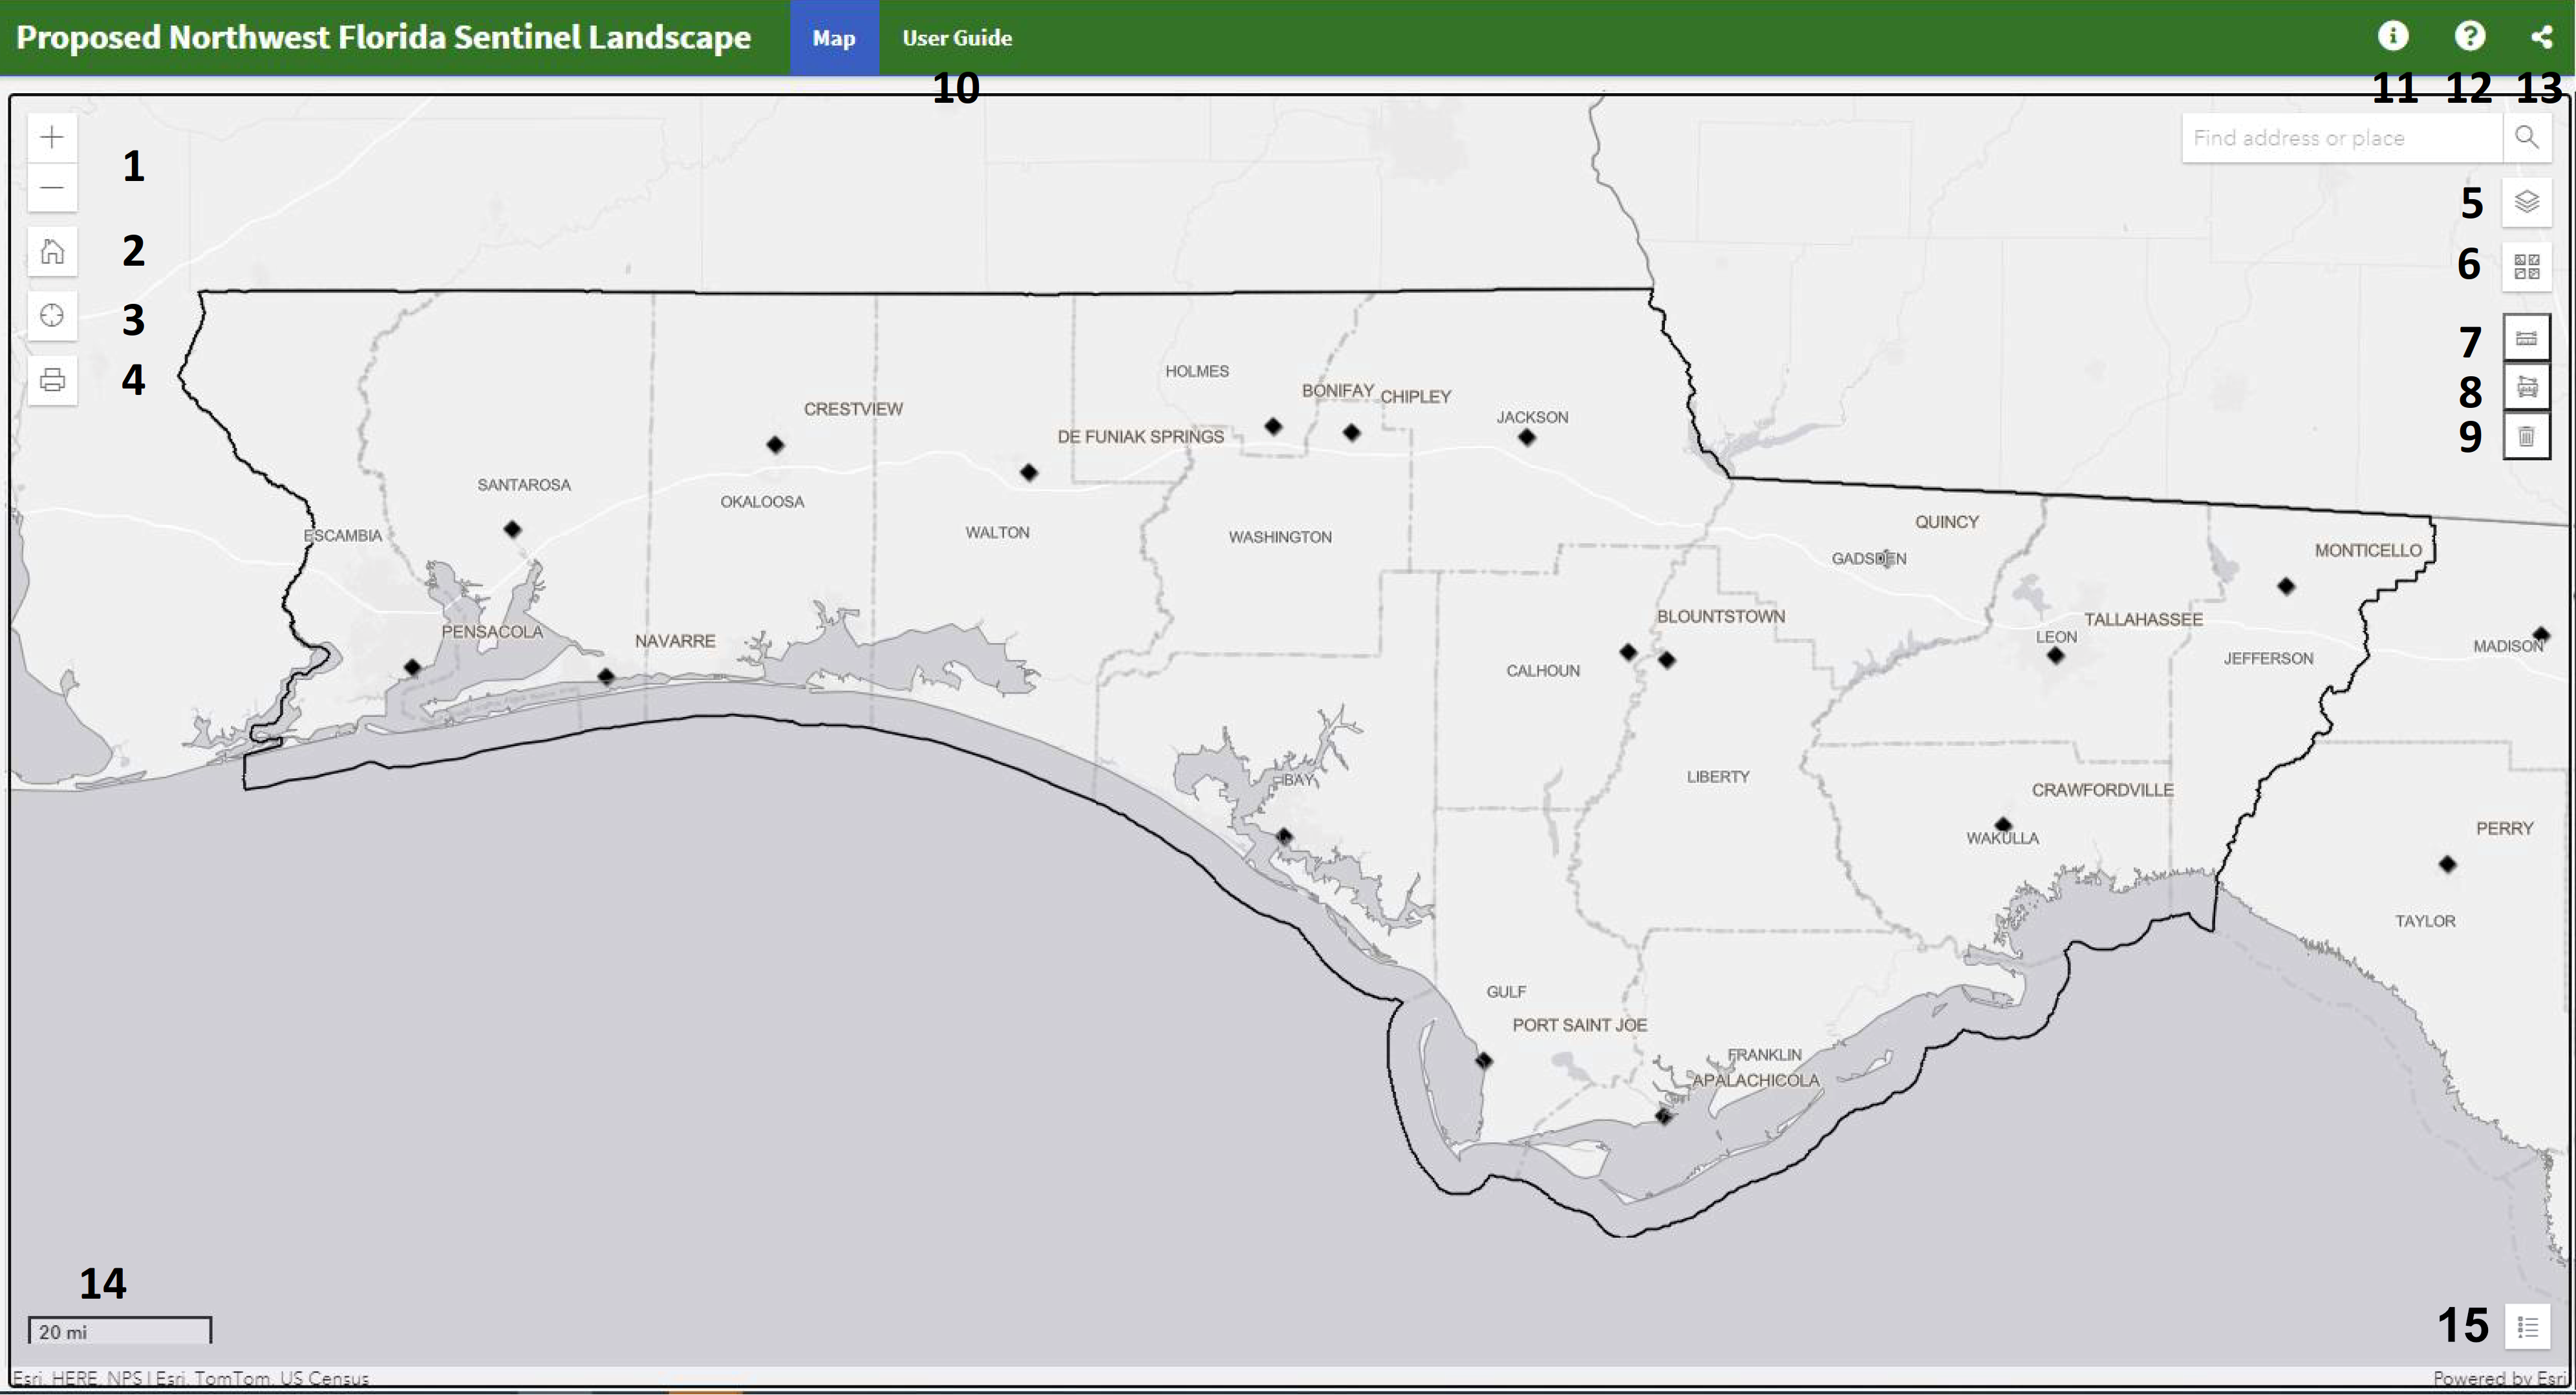 Proposed Northwest Florida Sentinel Landscape Map User Guide
10 11 12 13
Find address or place
1
2
3
4
5
6
7
8
9
HOLMES
BONIFAY CHIPLEY
CRESTVIEW
JACKSON
DE FUNIAK SPRINGS
SANTAROSA
OKALOOSA
QUINCY
ESCAMBIA
WALTON
WASHINGTON
MONTICELLO
GADSDEN
BLOUNTSTOWN
TALLAHASSEE
PENSACOLA
NAVARRE
LEON
MADISON
JEFFERSON
CALHOUN
LIBERTY
BAY
CRAWFORDVILLE
PERRY
WAKULLA
TAYLOR
GULF
PORT SAINT JOE
FRANKLIN
APALACHICOLA
14
20 mi
15
Esri, HERE, NPS | Esri, TomTom, US Census
Powered by Esri